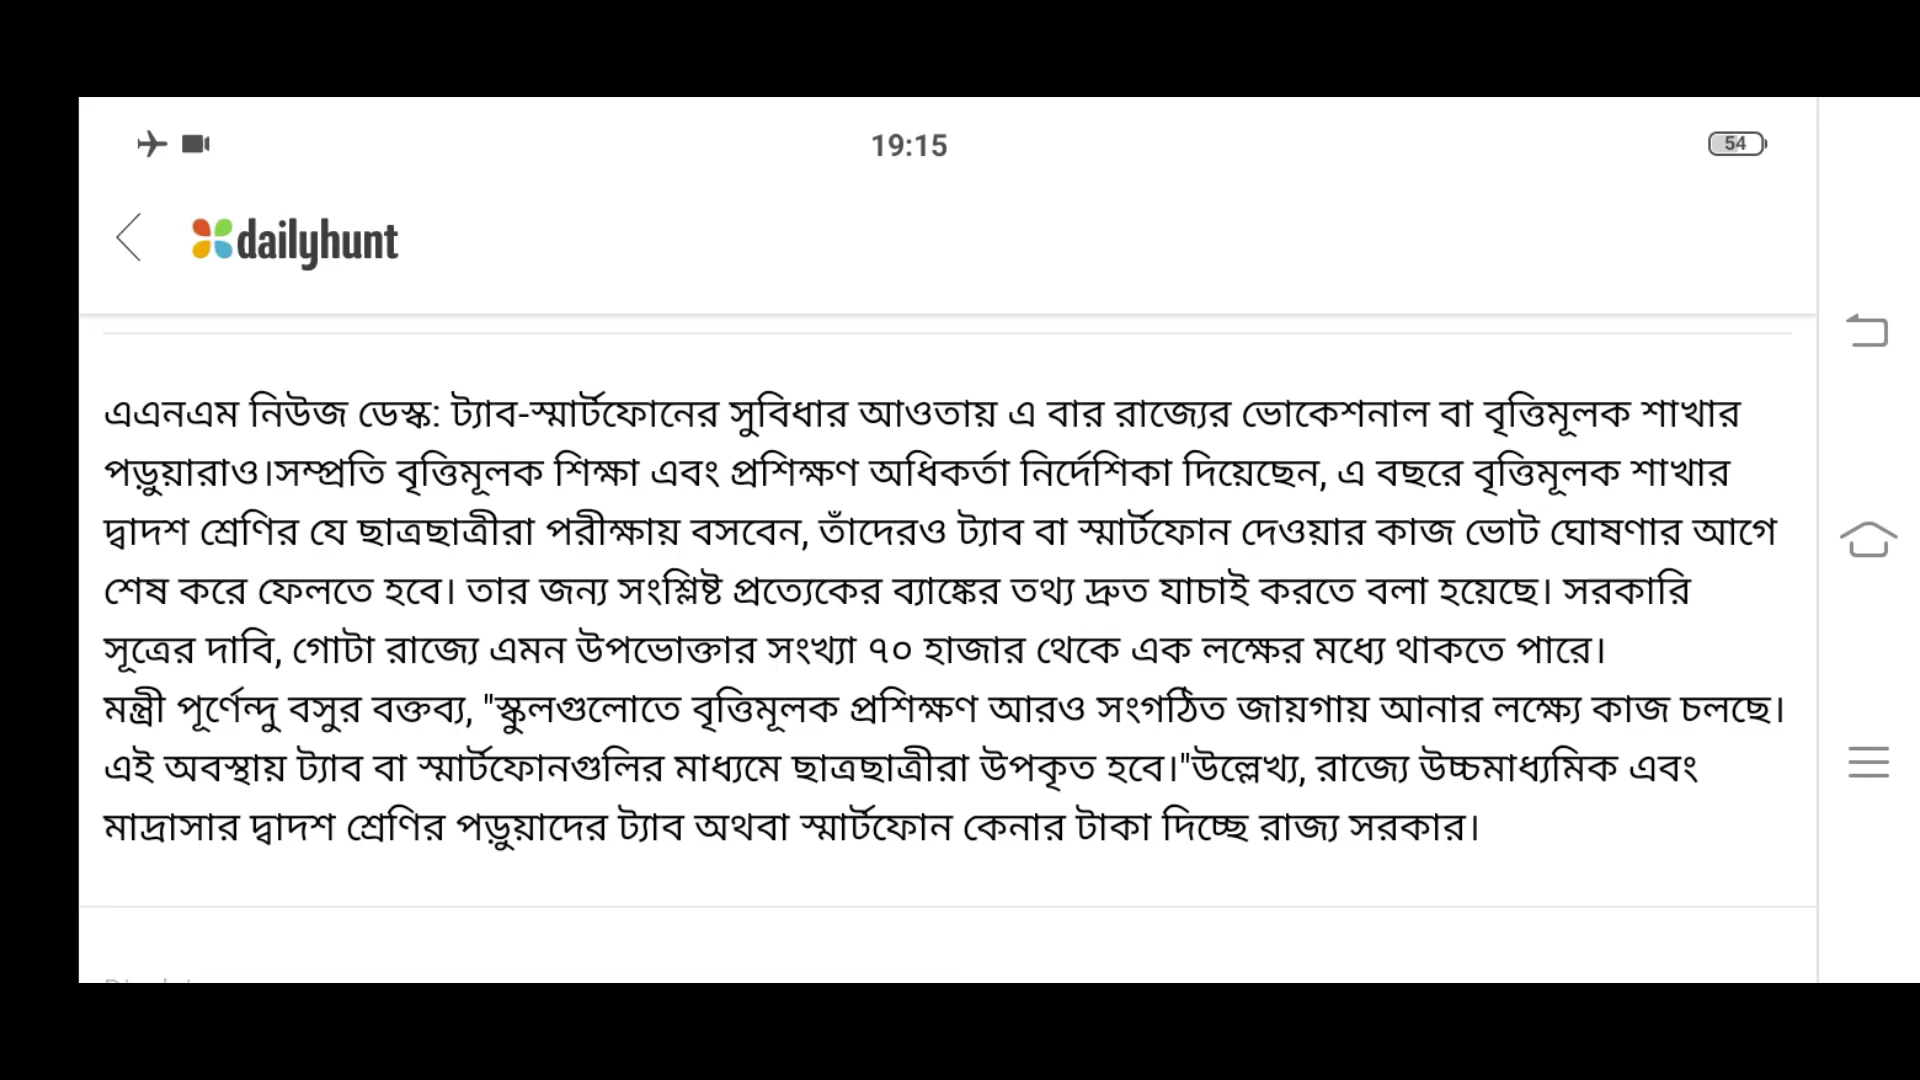 19:15
54
dailyhunt
এএনএম নিউজ ডেস্ক: ট্যাব-স্মার্টফোনের সুবিধার আওতায় এ বার রাজ্যের ভোকেশনাল বা বৃত্তিমূলক শাখার
পড়ুয়ারাও।সম্প্রতি বৃত্তিমূলক শিক্ষা এবং প্রশিক্ষণ অধিকর্তা নির্দেশিকা দিয়েছেন, এ বছরে বৃত্তিমূলক শাখার
দ্বাদশ শ্রেণির যে ছাত্রছাত্রীরা পরীক্ষায় বসবেন, তাঁদেরও ট্যাব বা স্মার্টফোন দেওয়ার কাজ ভোট ঘোষণার আগে
শেষ করে ফেলতে হবে। তার জন্য সংশ্লিষ্ট প্রত্যেকের ব্যাঙ্কের তথ্য দ্রুত যাচাই করতে বলা হয়েছে। সরকারি
সূত্রের দাবি, গোটা রাজ্যে এমন উপভোক্তার সংখ্যা ৭০ হাজার থেকে এক লক্ষের মধ্যে থাকতে পারে।
মন্ত্রী পূর্ণেন্দু বসুর বক্তব্য, "স্কুলগুলোতে বৃত্তিমূলক প্রশিক্ষণ আরও সংগঠিত জায়গায় আনার লক্ষ্যে কাজ চলছে।
এই অবস্থায় ট্যাব বা স্মার্টফোনগুলির মাধ্যমে ছাত্রছাত্রীরা উপকৃত হবে।"উল্লেখ্য, রাজ্যে উচ্চমাধ্যমিক এবং
মাদ্রাসার দ্বাদশ শ্রেণির পড়ুয়াদের ট্যাব অথবা স্মার্টফোন কেনার টাকা দিচ্ছে রাজ্য সরকার।